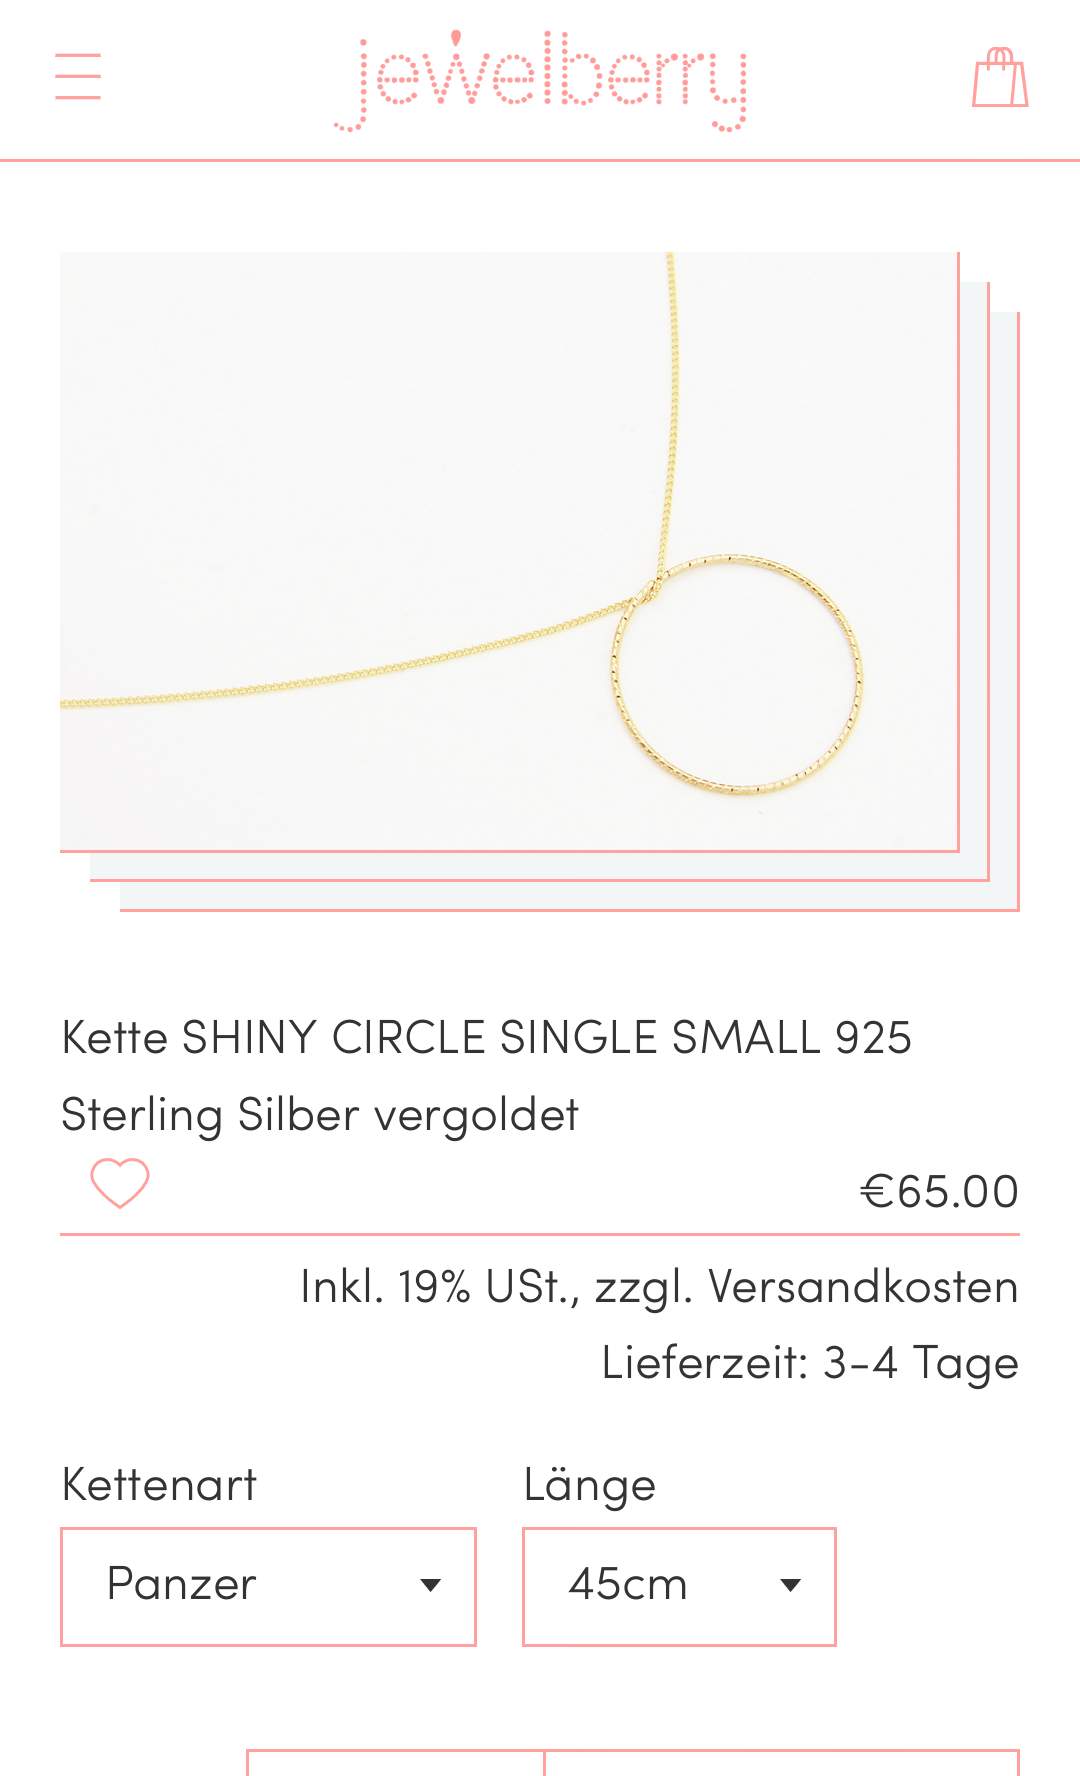 jewelberry
Kette SHINY CIRCLE SINGLE SMALL 925
Sterling Silber vergoldet
€65.00
Inkl. 19% USt., zzgl. Versandkosten
Lieferzeit: 3-4 Tage
Kettenart
Länge
Panzer
45cm